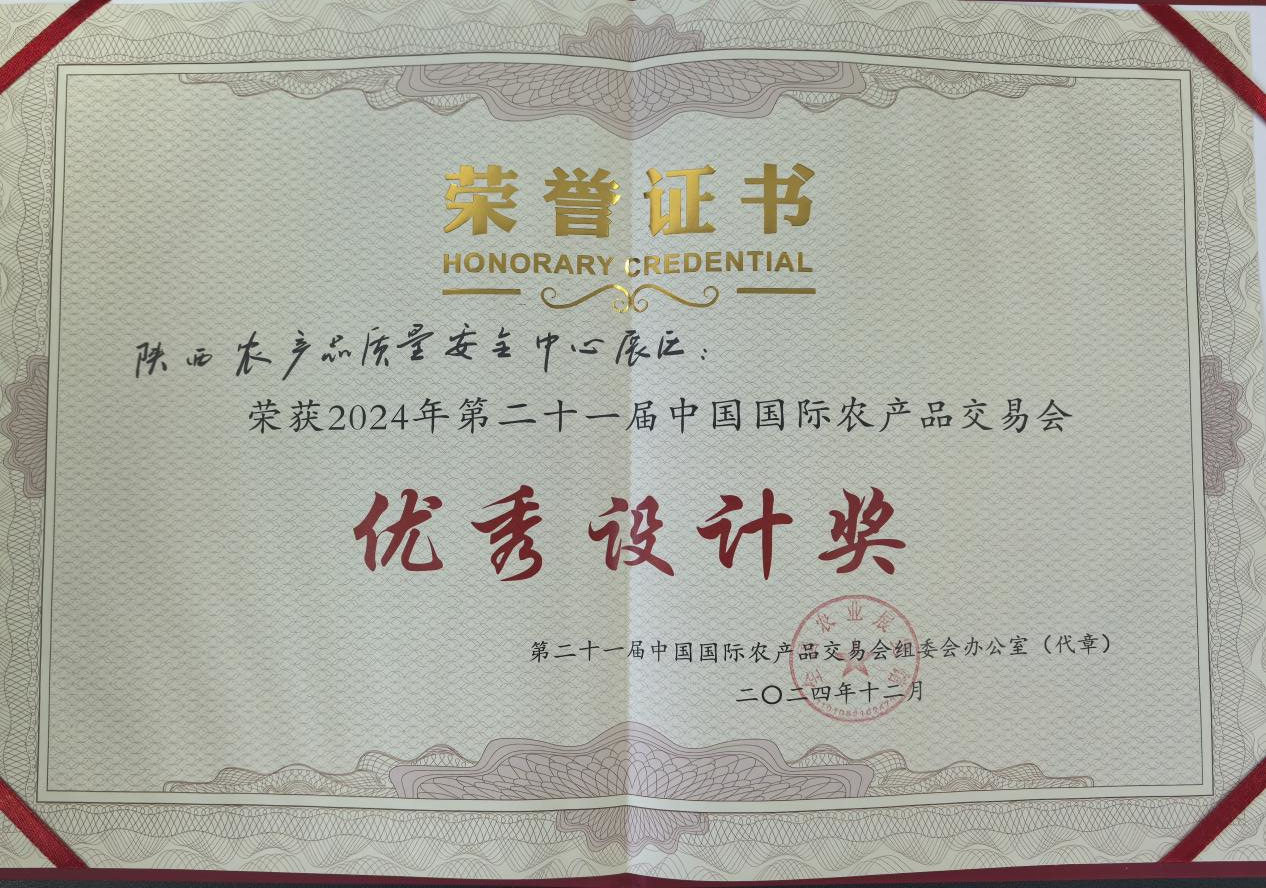 荣誉证书
HONORARY CREDENTIAL
陕西农产品质量安全中心展区：
荣获2024年第二十一届中国国际农产品交易会
优秀设计奖
第二十一届中国国际农产品交易会组委会办公室（代章）
二〇二四年十二月